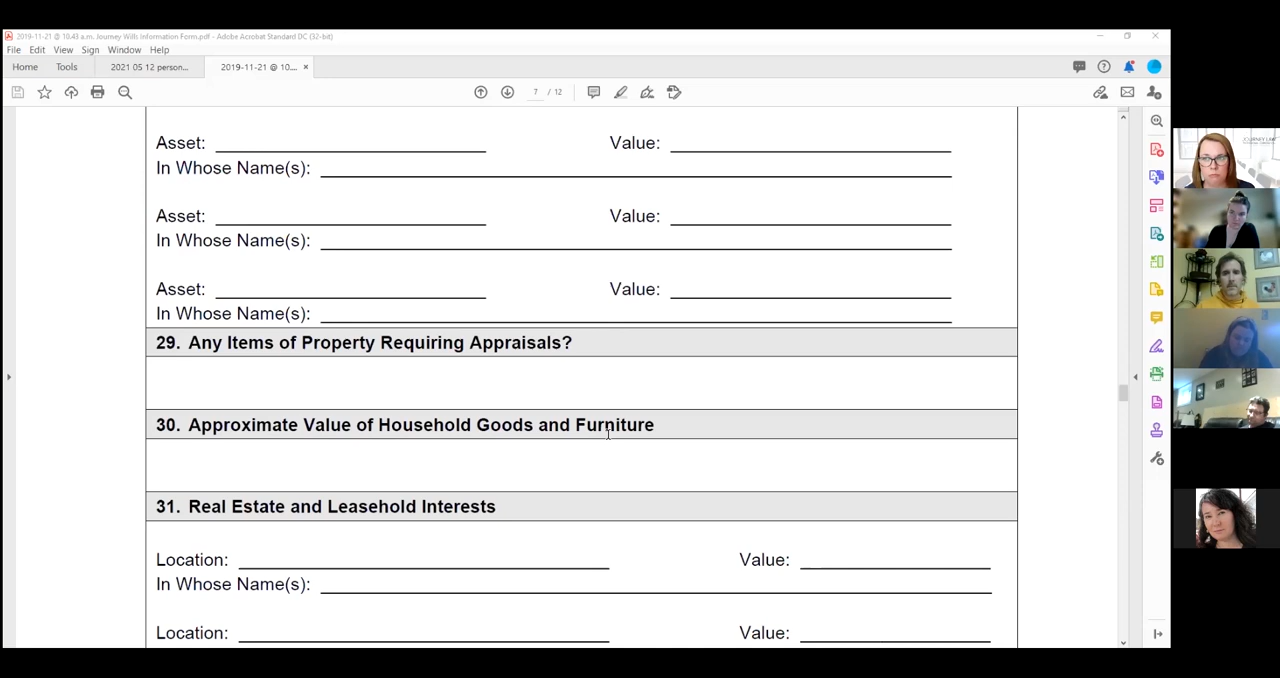 2019-11-21 @ 10.43 a.m. Journey Wills Information Form.pdf - Adobe Acrobat Standard DC (32-bit)
File Edit View Sign Window Help
Home Tools 2021 05 12 person... 2019-11-21 @ 10.... ×
7 / 12
Asset: Value:
In Whose Name(s):
Asset: Value:
In Whose Name(s):
Asset: Value:
In Whose Name(s):
29. Any Items of Property Requiring Appraisals?
30. Approximate Value of Household Goods and Furniture
31. Real Estate and Leasehold Interests
Location: Value:
In Whose Name(s):
Location: Value:
JOURNEY LAW